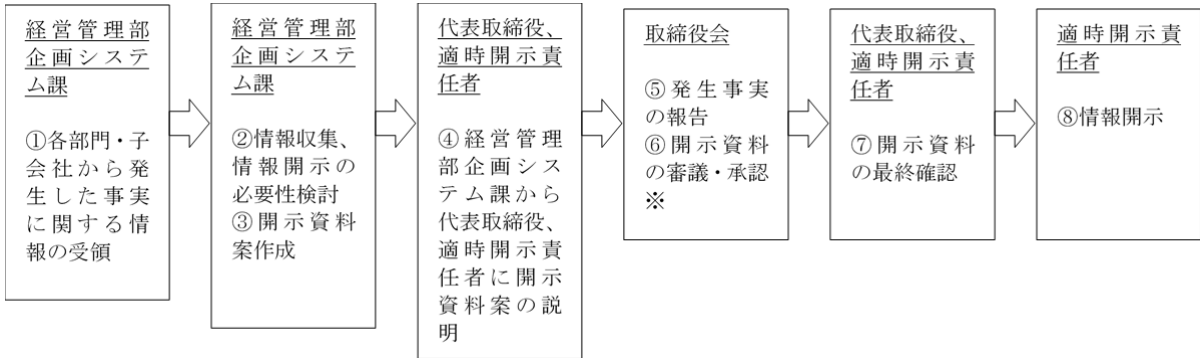 経営管理部
企画システ
ム課
①各部門・子
会社から発
生した事実
に関する情
報の受領
経営管理部
企画システ
ム課
②情報収集、
情報開示の
必要性検討
③開示資料
案作成
代表取締役、
適時開示責
任者
④経営管理
部企画シス
テム課から
代表取締役、
適時開示責
任者に開示
資料案の説
明
取締役会
⑤発生事実
の報告
⑥開示資料
の審議・承認
※
代表取締役、
適時開示責
任者
⑦開示資料
の最終確認
適時開示責
任者
⑧情報開示